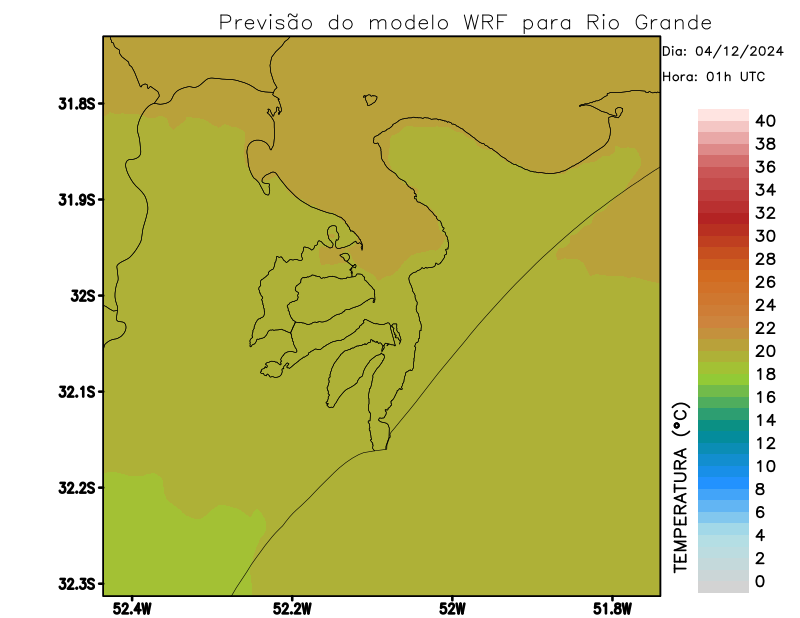 Previsão do modelo WRF para Rio Grande
Dia: 04/12/2024
Hora: 01h UTC
31.8S
31.9S
32S
32.1S
32.2S
32.3S
52.4W
52.2W
52W
51.8W
TEMPERATURA (°C)
40
38
36
34
32
30
28
26
24
22
20
18
16
14
12
10
8
6
4
2
0